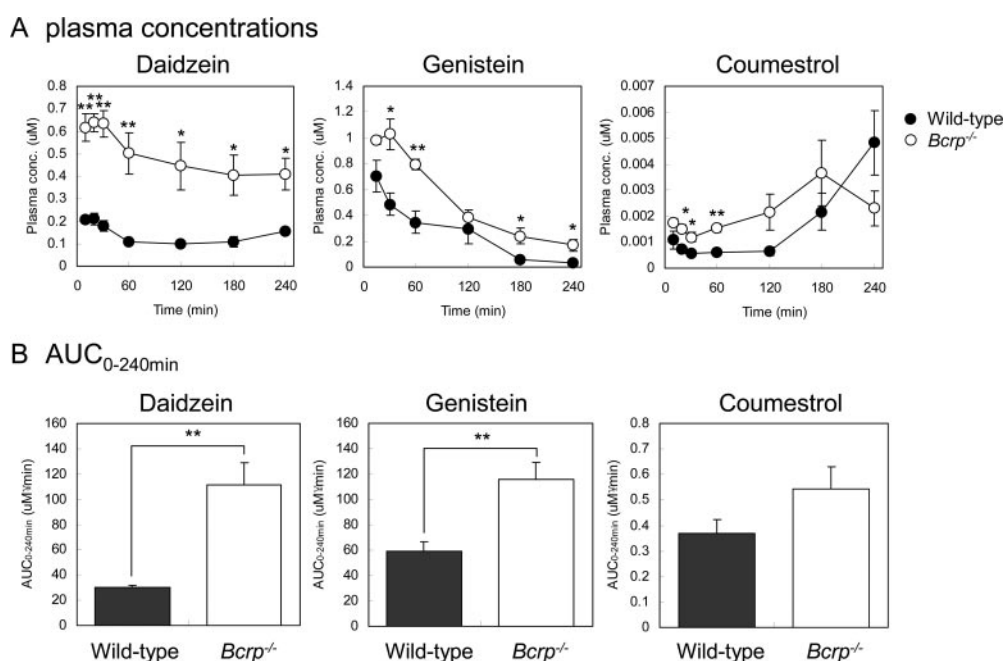 A plasma concentrations
Daidzein
Genistein
Coumestrol
Plasma conc. (uM)
0.8
0.7
0.6
0.5
0.4
0.3
0.2
0.1
0
** ** ** ** * * *
0 60 120 180 240
Time (min)
Plasma conc. (uM)
1.4
1.2
1
0.8
0.6
0.4
0.2
0
* ** * *
0 60 120 180 240
Time (min)
Plasma conc. (uM)
0.007
0.006
0.005
0.004
0.003
0.002
0.001
0
* * **
0 60 120 180 240
Time (min)
Wild-type
Bcrp-/-
B AUC0-240min
Daidzein
Genistein
Coumestrol
AUC0-240min (uM/min)
160
140
120
100
80
60
40
20
0
**
Wild-type Bcrp-/-
AUC0-240min (uM/min)
160
140
120
100
80
60
40
20
0
**
Wild-type Bcrp-/-
AUC0-240min (uM/min)
0.8
0.7
0.6
0.5
0.4
0.3
0.2
0.1
0
Wild-type Bcrp-/-